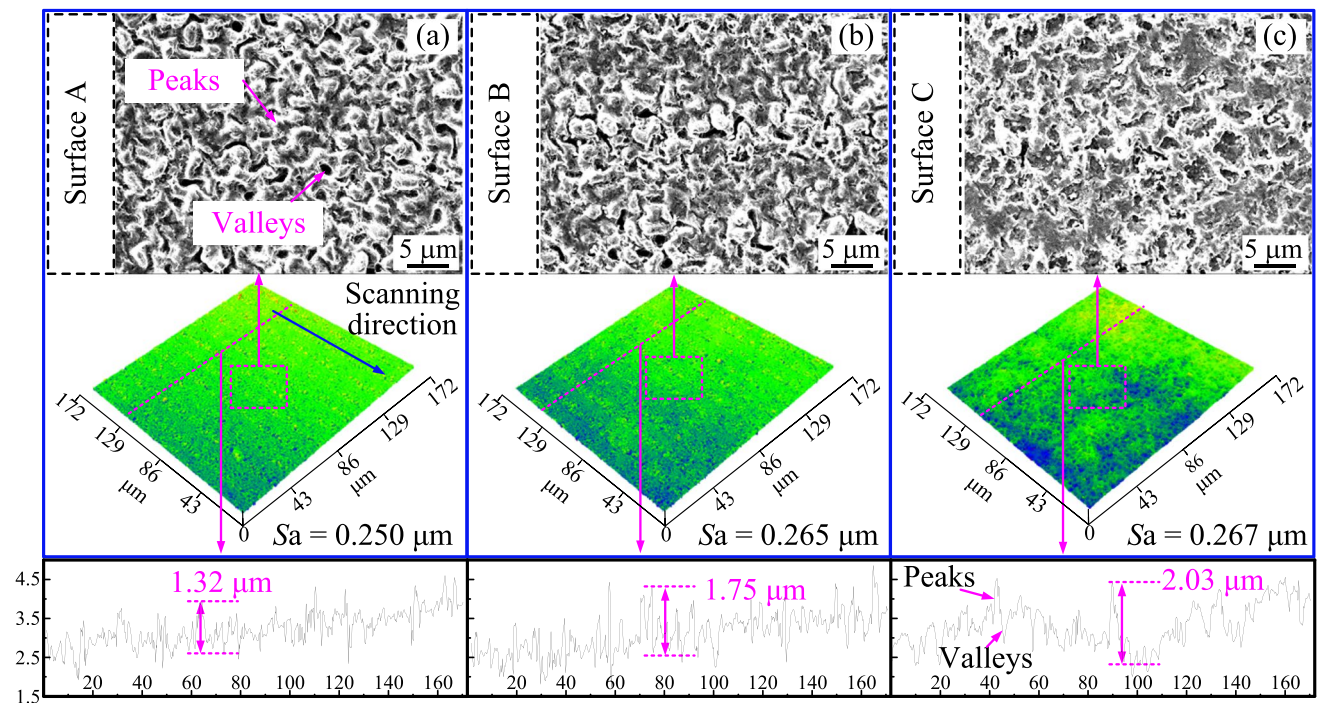 Surface A
(a)
Peaks
Valleys
5 μm
Surface B
(b)
5 μm
Surface C
(c)
5 μm
Scanning
direction
172
129
86
μm
43
0
43
86
129
172
Sa = 0.250 μm
172
129
86
μm
43
0
43
86
129
172
Sa = 0.265 μm
172
129
86
μm
43
0
43
86
129
172
Sa = 0.267 μm
4.5
3.5
2.5
1.5
1.32 μm
20 40 60 80 100 120 140 160
1.75 μm
20 40 60 80 100 120 140 160
Peaks
Valleys
2.03 μm
20 40 60 80 100 120 140 160